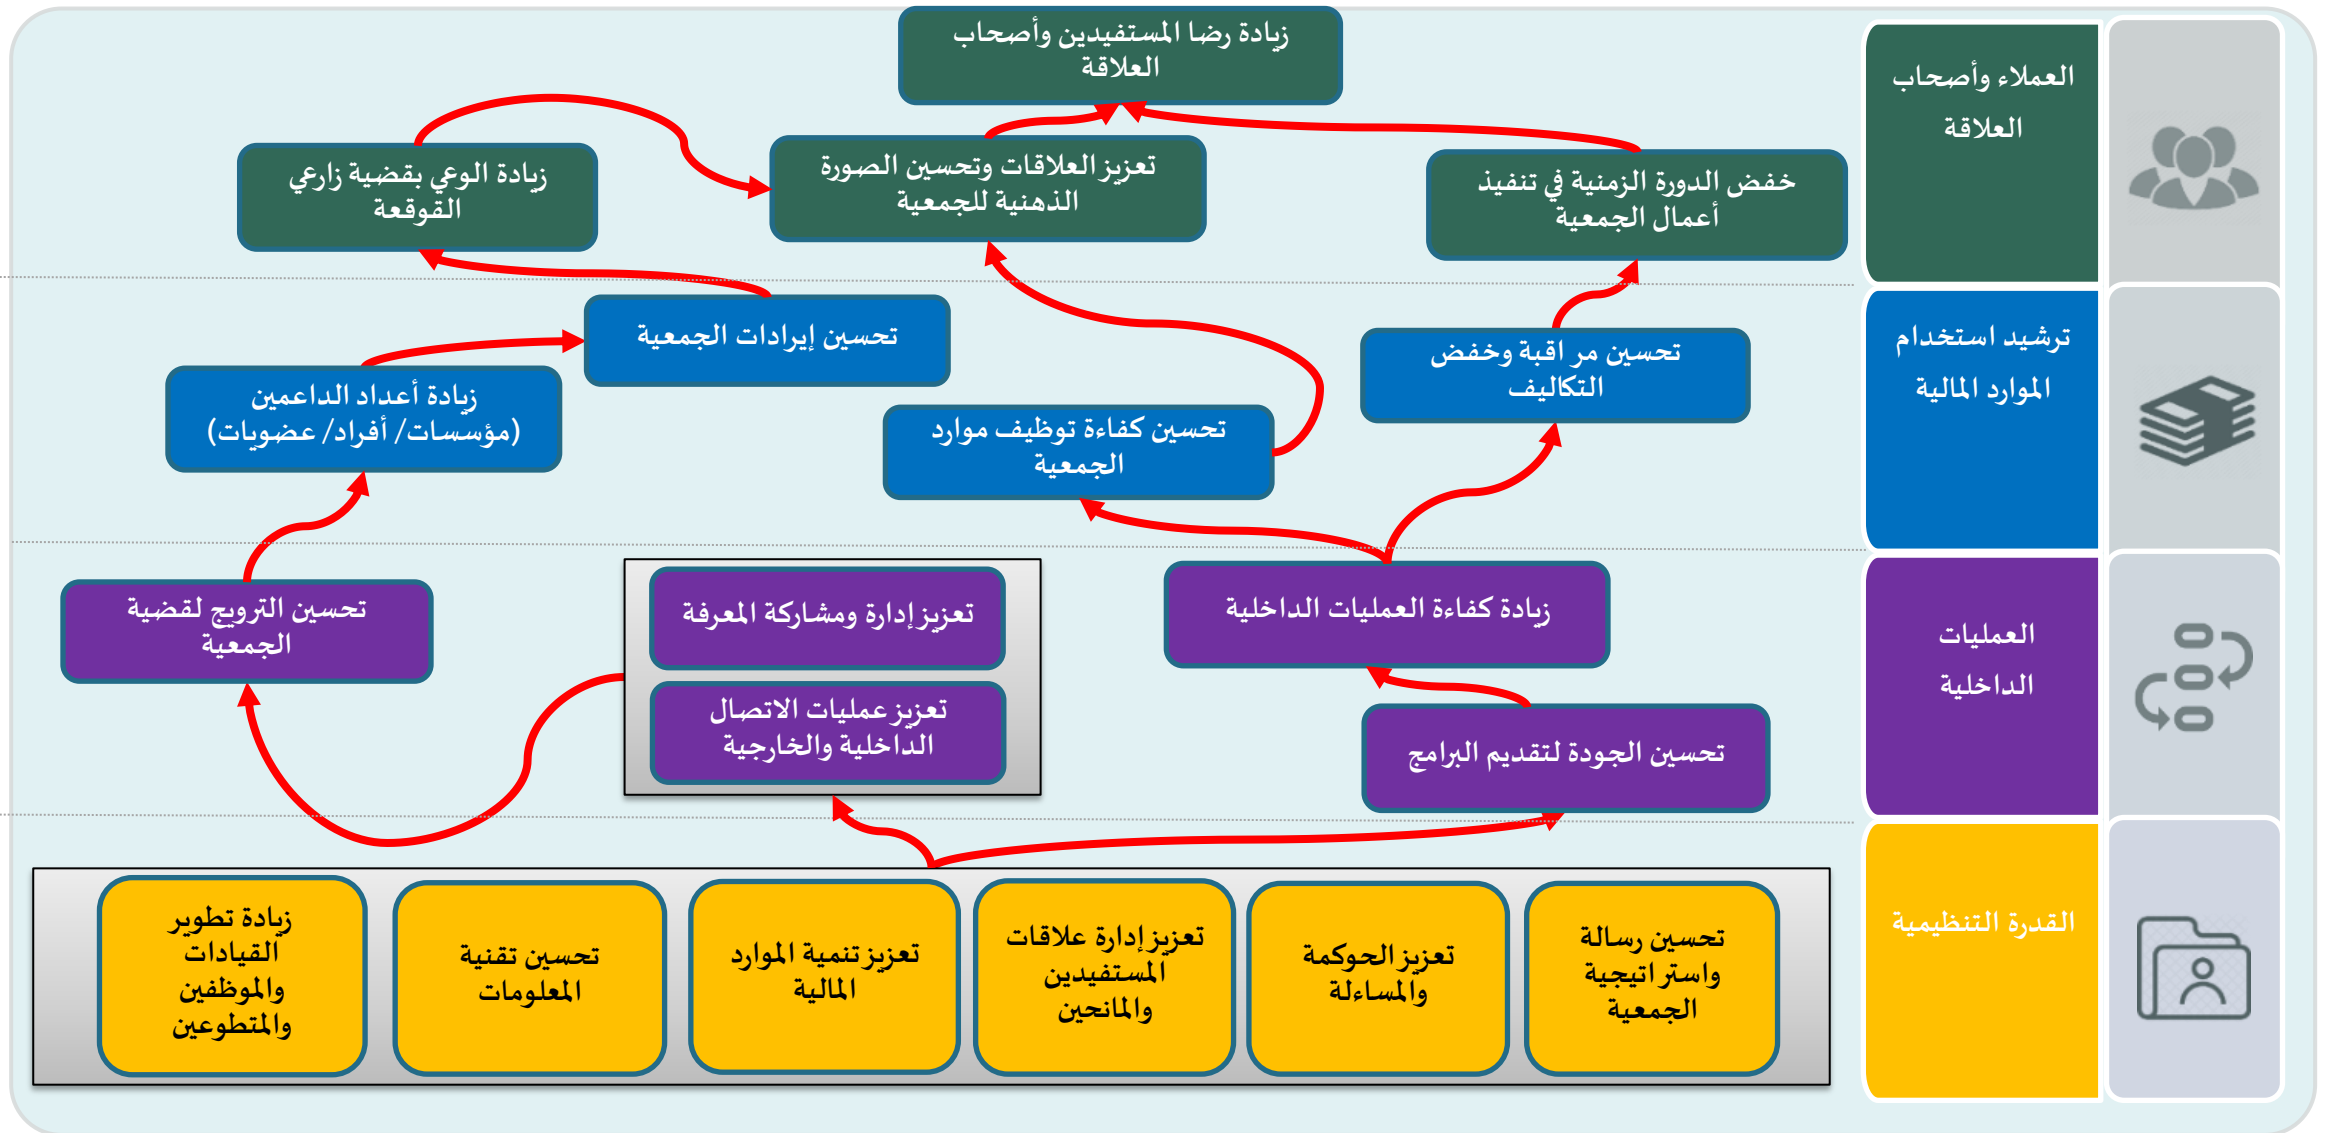 العملاء وأصحاب
العلاقة
زيادة رضا المستفيدين وأصحاب
العلاقة
خفض الدورة الزمنية في تنفيذ
أعمال الجمعية
تعزيز العلاقات وتحسين الصورة
الذهنية للجمعية
زيادة الوعي بقضية زارعي
القوقعة
ترشيد استخدام
الموارد المالية
تحسين مراقبة وخفض
التكاليف
تحسين كفاءة توظيف موارد
الجمعية
تحسين إيرادات الجمعية
زيادة أعداد الداعمين
(مؤسسات/ أفراد/ عضويات)
العمليات
الداخلية
زيادة كفاءة العمليات الداخلية
تحسين الجودة لتقديم البرامج
تعزيز إدارة ومشاركة المعرفة
تعزيز عمليات الاتصال
الداخلية والخارجية
تحسين الترويج لقضية
الجمعية
القدرة التنظيمية
تحسين رسالة
واستراتيجية
الجمعية
تعزيز الحوكمة
والمساءلة
تعزيز إدارة علاقات
المستفيدين
والمانحين
تعزيز تنمية الموارد
المالية
تحسين تقنية
المعلومات
زيادة تطوير
القيادات
والموظفين
والمتطوعين